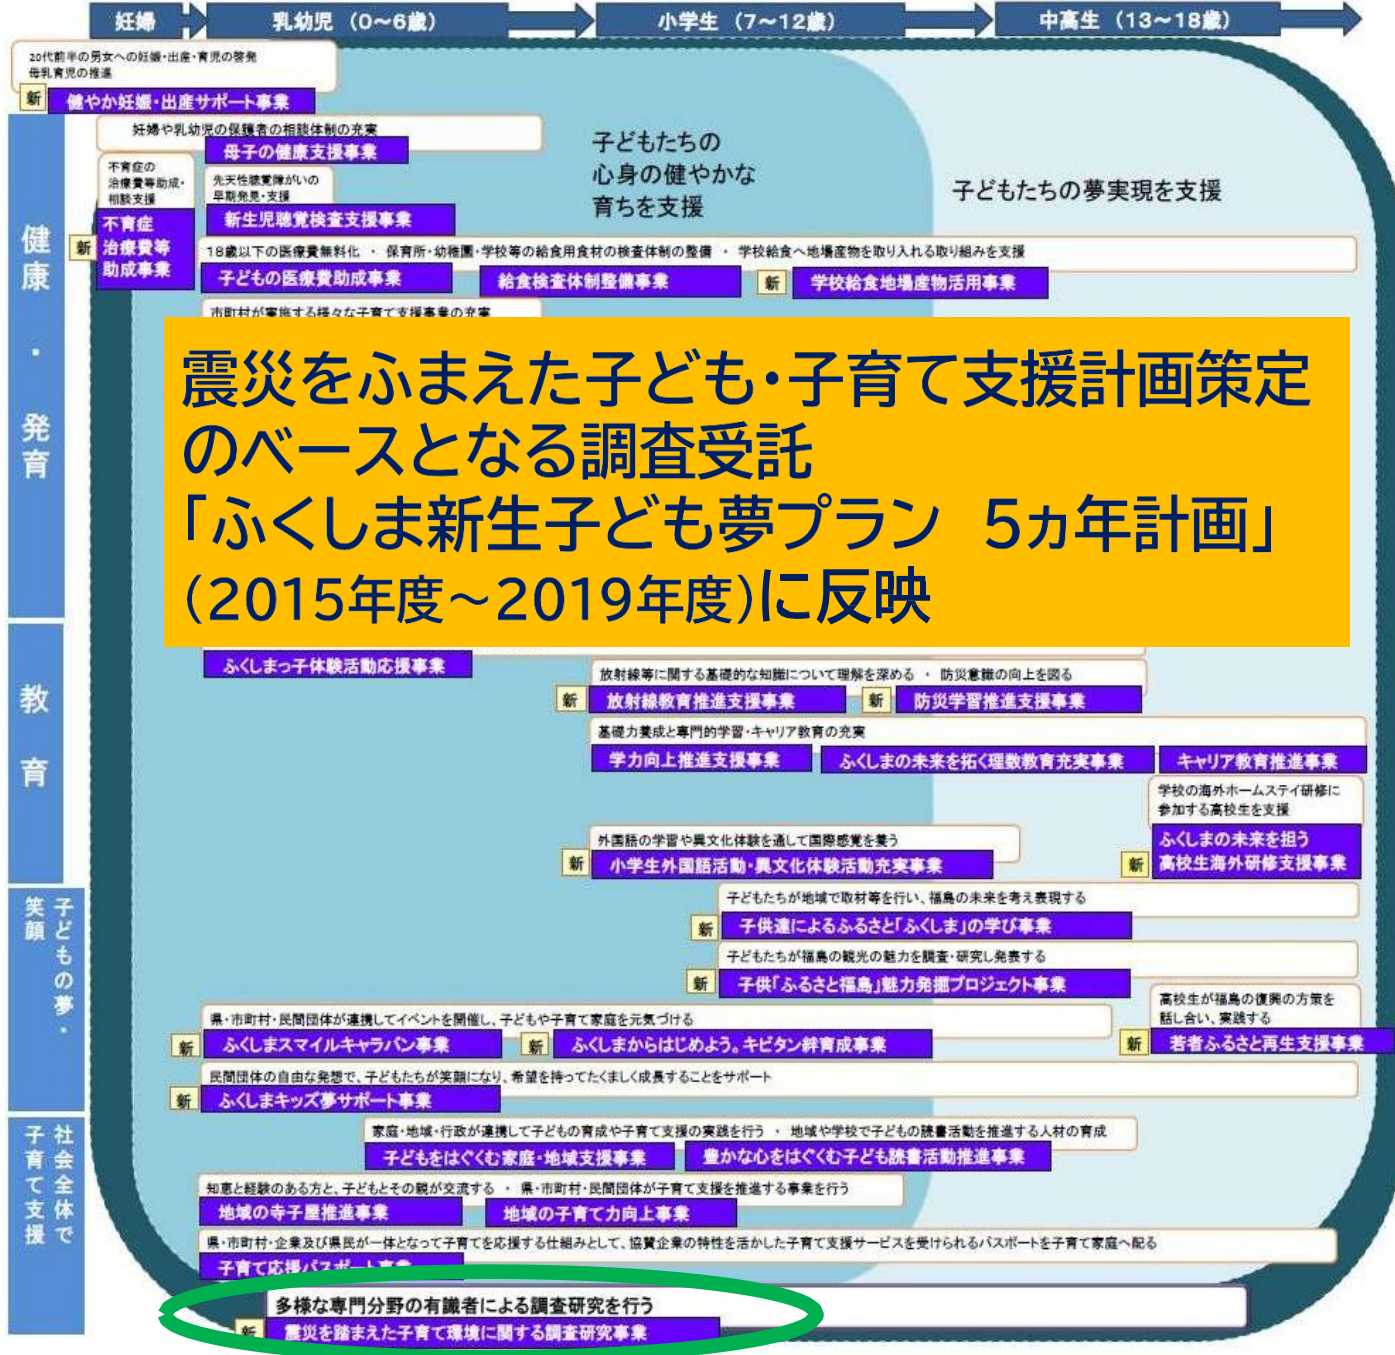 妊婦
乳幼児（0～6歳）
小学生（7～12歳）
中高生（13～18歳）
20代前半の男女への妊娠・出産・育児の啓発
母乳育児の推進
新
健やか妊娠・出産サポート事業
健康・発育
妊婦や乳幼児の保護者の相談体制の充実
母子の健康支援事業
子どもたちの
心身の健やかな
育ちを支援
子どもたちの夢実現を支援
不育症の
治療費等助成・
相談支援
新
不育症
治療費等
助成事業
先天性聴覚障がいの
早期発見・支援
新生児聴覚検査支援事業
18歳以下の医療費無料化 ・ 保育所・幼稚園・学校等の給食用食材の検査体制の整備 ・ 学校給食へ地場産物を取り入れる取り組みを支援
子どもの医療費助成事業
給食検査体制整備事業
新
学校給食地場産物活用事業
市町村が実施する様々な子育て支援事業の充実
震災をふまえた子ども・子育て支援計画策定
のベースとなる調査受託
「ふくしま新生子ども夢プラン 5ヵ年計画」
（2015年度～2019年度）に反映
教育
ふくしまっ子体験活動応援事業
放射線等に関する基礎的な知識について理解を深める ・ 防災意識の向上を図る
新
放射線教育推進支援事業
新
防災学習推進支援事業
基礎力養成と専門的学習・キャリア教育の充実
学力向上推進支援事業
ふくしまの未来を拓く理数教育充実事業
キャリア教育推進事業
学校の海外ホームステイ研修に
参加する高校生を支援
新
ふくしまの未来を担う
高校生海外研修支援事業
外国語の学習や異文化体験を通して国際感覚を養う
新
小学生外国語活動・異文化体験活動充実事業
子どもの夢・
笑顔
子どもたちが地域で取材等を行い、福島の未来を考え表現する
新
子供達によるふるさと「ふくしま」の学び事業
子どもたちが福島の観光の魅力を調査・研究し発表する
新
子供「ふるさと福島」魅力発掘プロジェクト事業
高校生が福島の復興の方策を
話し合い、実践する
新
若者ふるさと再生支援事業
県・市町村・民間団体が連携してイベントを開催し、子どもや子育て家庭を元気づける
新
ふくしまスマイルキャラバン事業
新
ふくしまからはじめよう。キビタン絆育成事業
民間団体の自由な発想で、子どもたちが笑顔になり、希望を持ってたくましく成長することをサポート
新
ふくしまキッズ夢サポート事業
社会全体で
子育て支援
家庭・地域・行政が連携して子どもの育成や子育て支援の実践を行う ・ 地域や学校で子どもの読書活動を推進する人材の育成
子どもをはぐくむ家庭・地域支援事業
豊かな心をはぐくむ子ども読書活動推進事業
知恵と経験のある方と、子どもとその親が交流する ・ 県・市町村・民間団体が子育て支援を推進する事業を行う
地域の寺子屋推進事業
地域の子育て力向上事業
県・市町村・企業及び県民が一体となって子育てを応援する仕組みとして、協賛企業の特性を活かした子育て支援サービスを受けられるパスポートを子育て家庭へ配る
子育て応援パスポート事業
多様な専門分野の有識者による調査研究を行う
新
震災を踏まえた子育て環境に関する調査研究事業